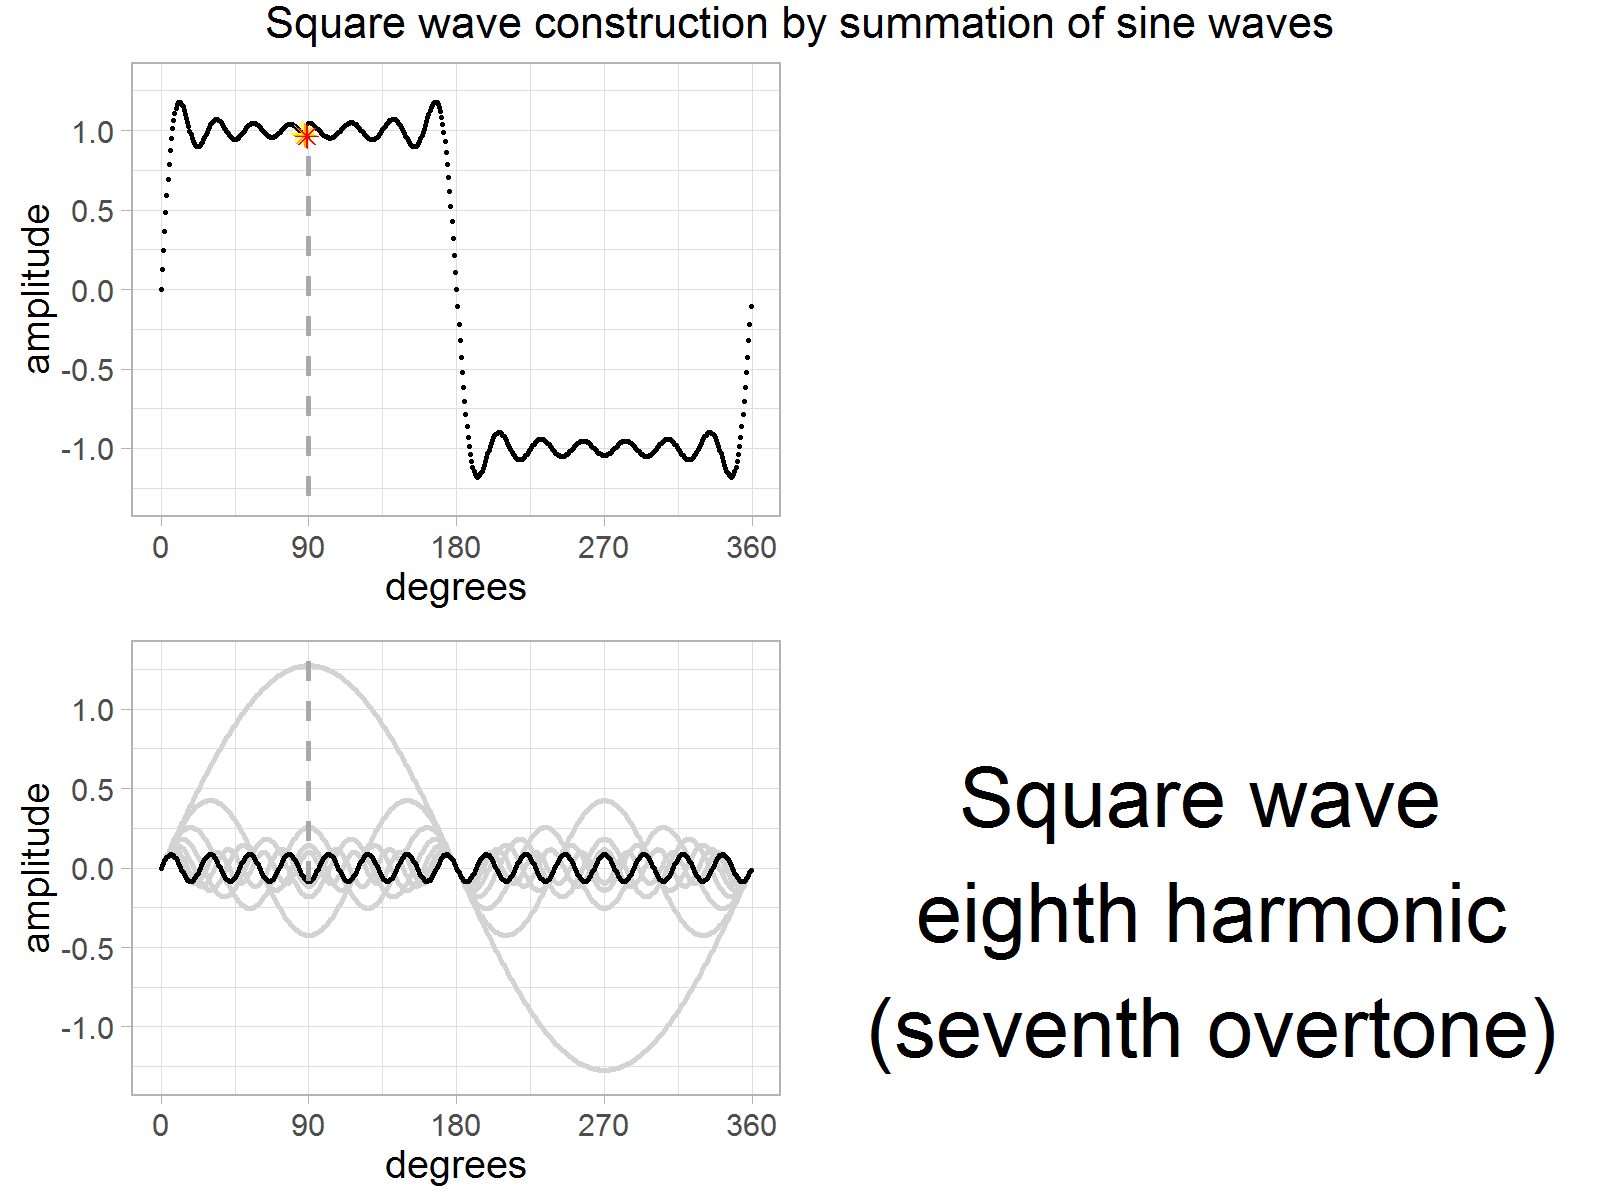 Square wave construction by summation of sine waves
amplitude
1.0
0.5
0.0
-0.5
-1.0
0 90 180 270 360
degrees
amplitude
1.0
0.5
0.0
-0.5
-1.0
0 90 180 270 360
degrees
Square wave
eighth harmonic
(seventh overtone)